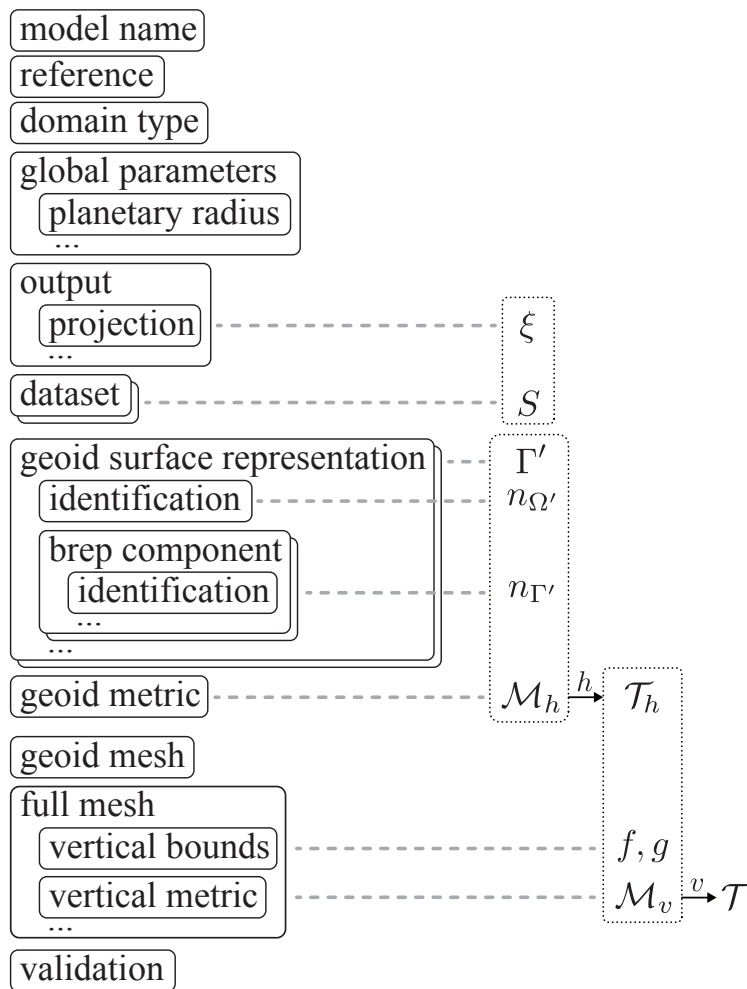 model name
reference
domain type
global parameters
planetary radius
...
output
projection ξ
...
dataset S
geoid surface representation Γ′
identification n_Ω′
brep component
identification n_Γ′
...
...
geoid metric ℳ_h h 𝒯_h
geoid mesh
full mesh
vertical bounds f, g
vertical metric ℳ_v v 𝒯
...
validation